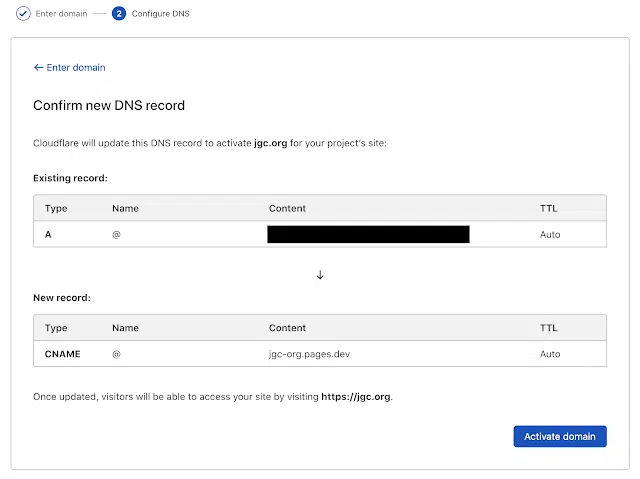 Enter domain 2 Configure DNS
← Enter domain
Confirm new DNS record
Cloudflare will update this DNS record to activate jgc.org for your project's site:
Existing record:
Type Name Content TTL
A @ Auto
↓
New record:
Type Name Content TTL
CNAME @ jgc-org.pages.dev Auto
Once updated, visitors will be able to access your site by visiting https://jgc.org.
Activate domain